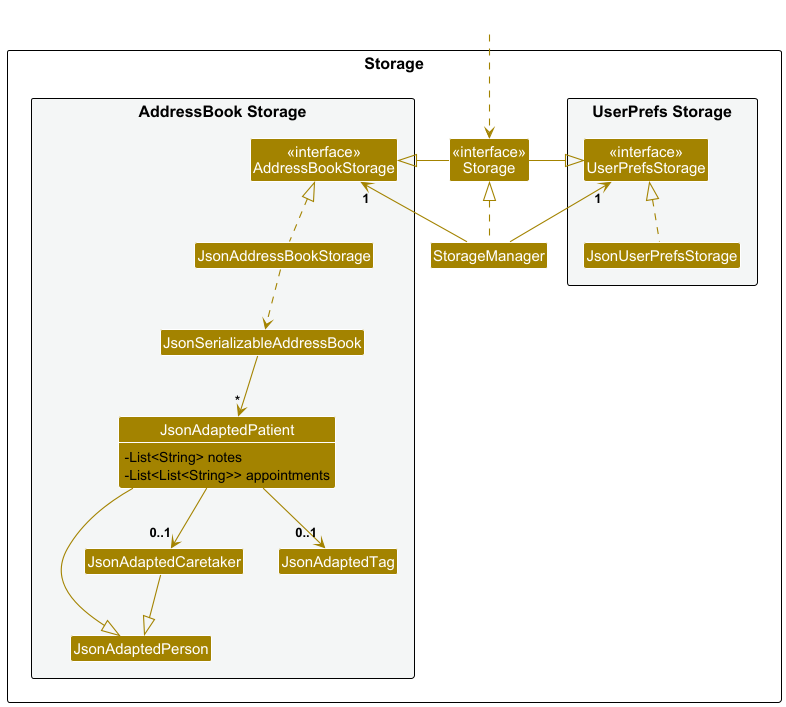 Storage
AddressBook Storage
UserPrefs Storage
«interface»
AddressBookStorage
«interface»
Storage
«interface»
UserPrefsStorage
1
1
JsonAddressBookStorage
StorageManager
JsonUserPrefsStorage
JsonSerializableAddressBook
*
JsonAdaptedPatient
-List<String> notes
-List<List<String>> appointments
0..1
0..1
JsonAdaptedCaretaker
JsonAdaptedTag
JsonAdaptedPerson